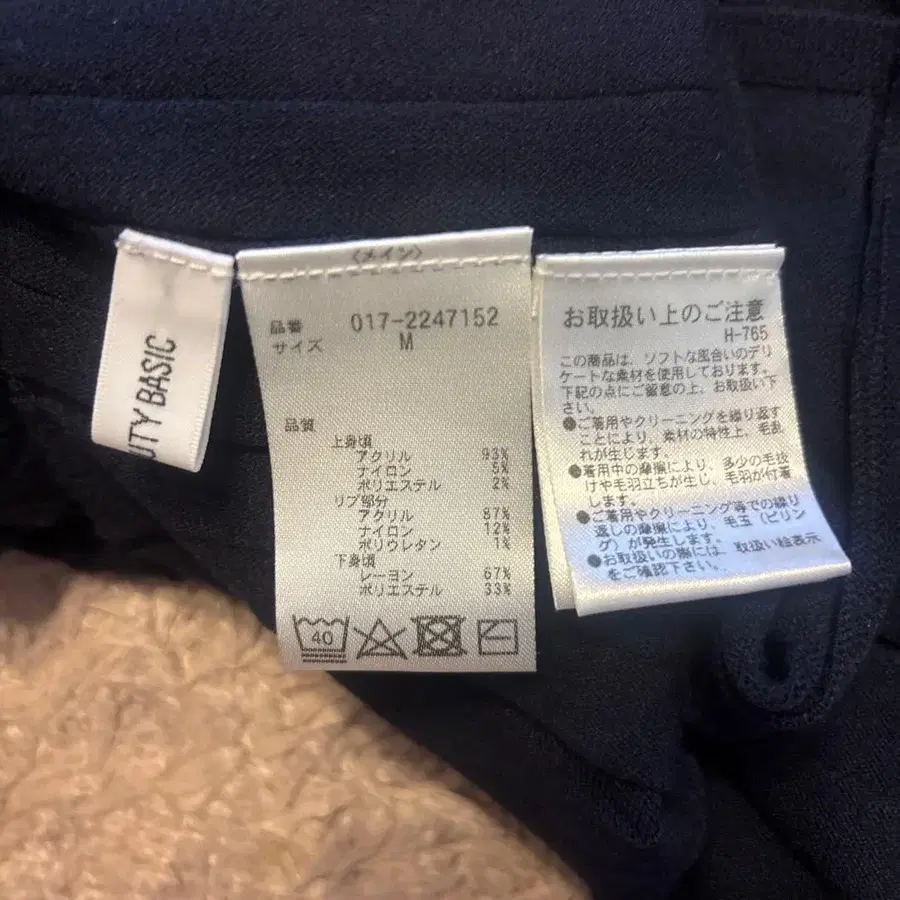 UTY BASIC
〈メイン〉
品番 017-2247152
サイズ M
品質
上身頃
アクリル 93%
ナイロン 5%
ポリエステル 2%
リブ部分
アクリル 87%
ナイロン 12%
ポリウレタン 1%
下身頃
レーヨン 67%
ポリエステル 33%
40
お取扱い上のご注意
H-765
この商品は、ソフトな風合いのデリ
ケートな素材を使用しております。
下記の点にご留意の上、お取扱い下
さい。
●ご着用やクリーニングを繰り返す
ことにより、素材の特性上、毛乱
れが生じます。
●着用中の摩擦により、多少の毛抜
けや毛羽立ちが生じ、毛羽が付着
します。
●ご着用やクリーニング等での繰り
返しの摩擦により、毛玉（ピリン
グ）が発生します。
●お取扱いの際には、取扱い絵表示
をご確認下さい。